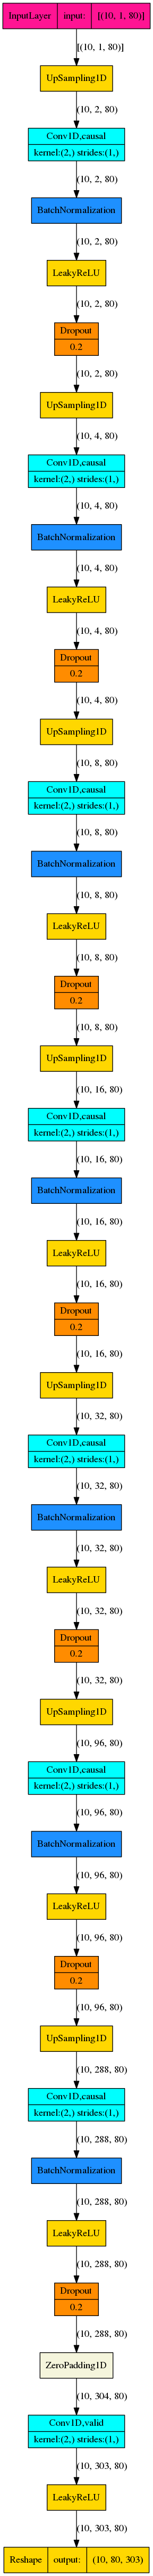 InputLayer input: [(10, 1, 80)]
[(10, 1, 80)]
UpSampling1D
(10, 2, 80)
Conv1D,causal
kernel:(2,) strides:(1,)
(10, 2, 80)
BatchNormalization
(10, 2, 80)
LeakyReLU
(10, 2, 80)
Dropout
0.2
(10, 2, 80)
UpSampling1D
(10, 4, 80)
Conv1D,causal
kernel:(2,) strides:(1,)
(10, 4, 80)
BatchNormalization
(10, 4, 80)
LeakyReLU
(10, 4, 80)
Dropout
0.2
(10, 4, 80)
UpSampling1D
(10, 8, 80)
Conv1D,causal
kernel:(2,) strides:(1,)
(10, 8, 80)
BatchNormalization
(10, 8, 80)
LeakyReLU
(10, 8, 80)
Dropout
0.2
(10, 8, 80)
UpSampling1D
(10, 16, 80)
Conv1D,causal
kernel:(2,) strides:(1,)
(10, 16, 80)
BatchNormalization
(10, 16, 80)
LeakyReLU
(10, 16, 80)
Dropout
0.2
(10, 16, 80)
UpSampling1D
(10, 32, 80)
Conv1D,causal
kernel:(2,) strides:(1,)
(10, 32, 80)
BatchNormalization
(10, 32, 80)
LeakyReLU
(10, 32, 80)
Dropout
0.2
(10, 32, 80)
UpSampling1D
(10, 96, 80)
Conv1D,causal
kernel:(2,) strides:(1,)
(10, 96, 80)
BatchNormalization
(10, 96, 80)
LeakyReLU
(10, 96, 80)
Dropout
0.2
(10, 96, 80)
UpSampling1D
(10, 288, 80)
Conv1D,causal
kernel:(2,) strides:(1,)
(10, 288, 80)
BatchNormalization
(10, 288, 80)
LeakyReLU
(10, 288, 80)
Dropout
0.2
(10, 288, 80)
ZeroPadding1D
(10, 304, 80)
Conv1D,valid
kernel:(2,) strides:(1,)
(10, 303, 80)
LeakyReLU
(10, 303, 80)
Reshape output: (10, 80, 303)